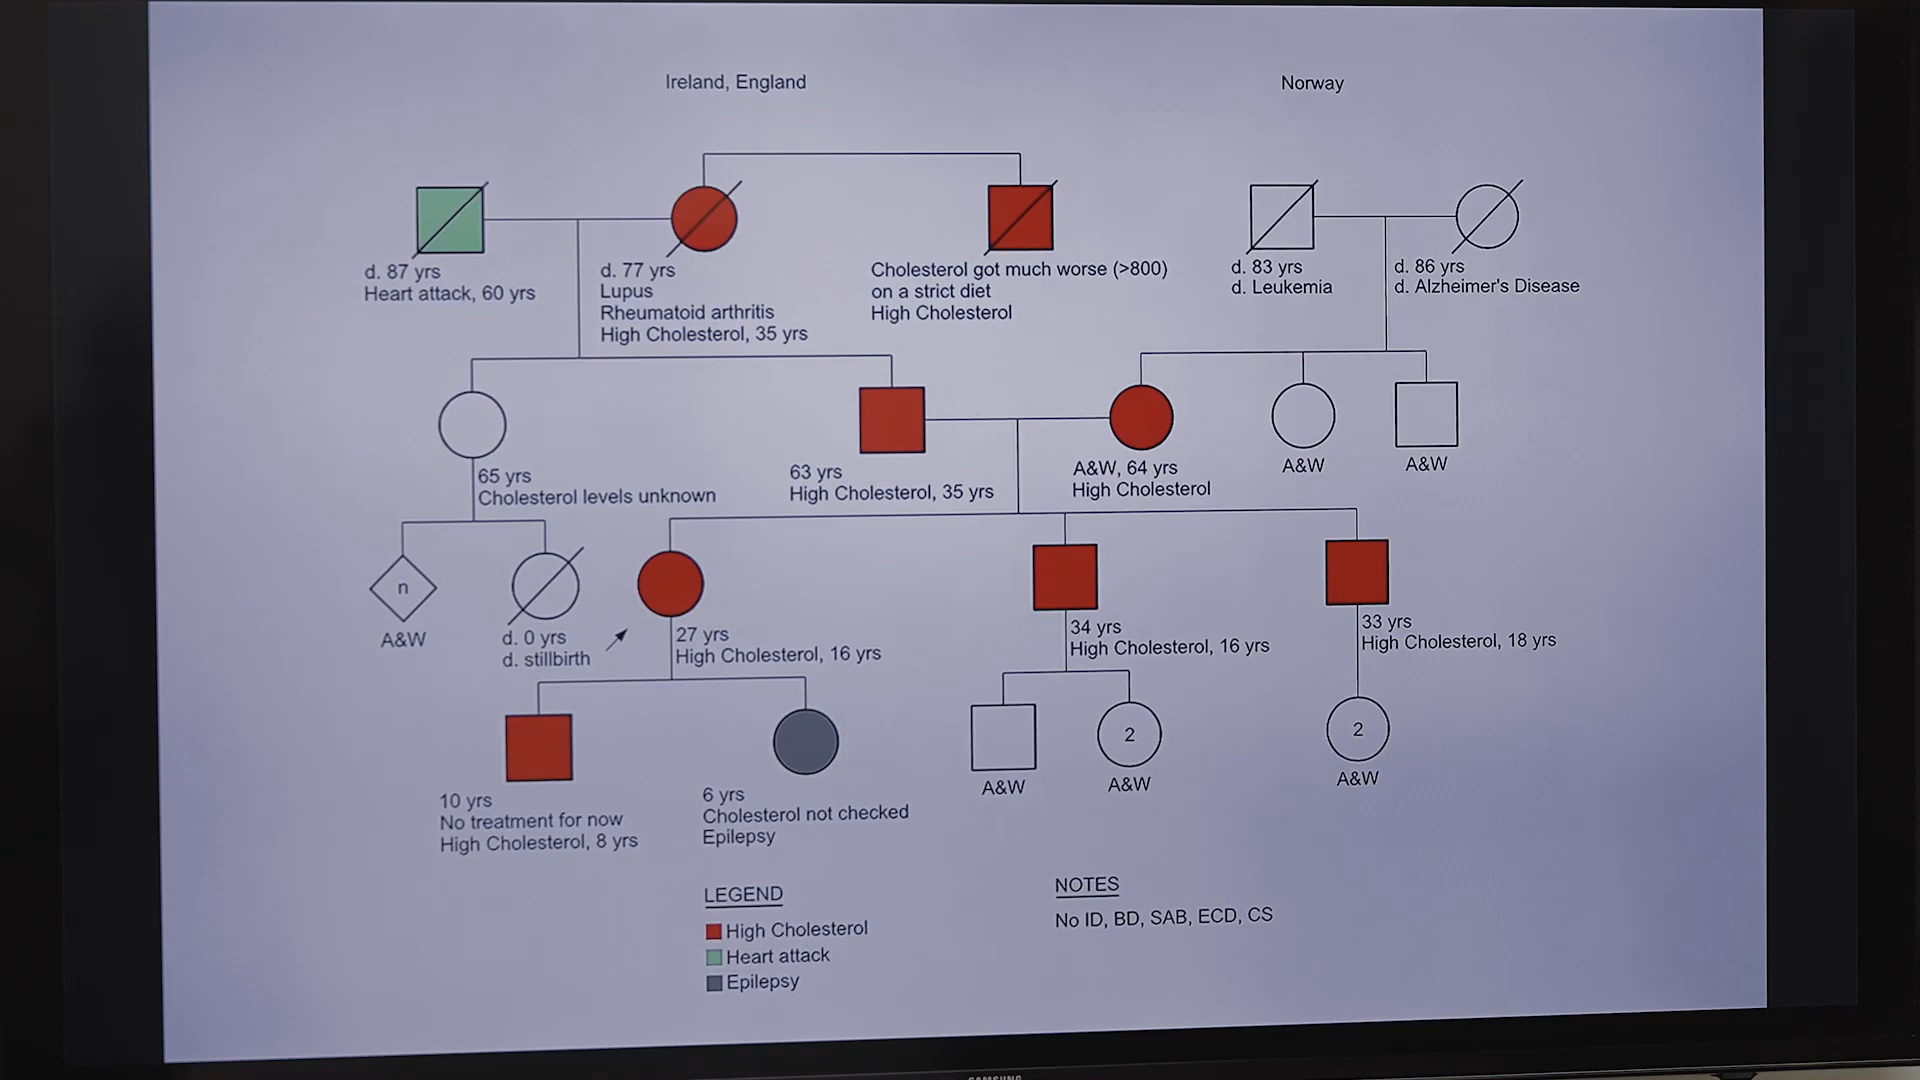 Ireland, England
Norway
d. 87 yrs
Heart attack, 60 yrs
d. 77 yrs
Lupus
Rheumatoid arthritis
High Cholesterol, 35 yrs
Cholesterol got much worse (>800)
on a strict diet
High Cholesterol
d. 83 yrs
d. Leukemia
d. 86 yrs
d. Alzheimer's Disease
65 yrs
Cholesterol levels unknown
63 yrs
High Cholesterol, 35 yrs
A&W, 64 yrs
High Cholesterol
A&W
A&W
n
A&W
d. 0 yrs
d. stillbirth
27 yrs
High Cholesterol, 16 yrs
34 yrs
High Cholesterol, 16 yrs
33 yrs
High Cholesterol, 18 yrs
10 yrs
No treatment for now
High Cholesterol, 8 yrs
6 yrs
Cholesterol not checked
Epilepsy
A&W
2
A&W
2
A&W
LEGEND
High Cholesterol
Heart attack
Epilepsy
NOTES
No ID, BD, SAB, ECD, CS
SAMSUNG